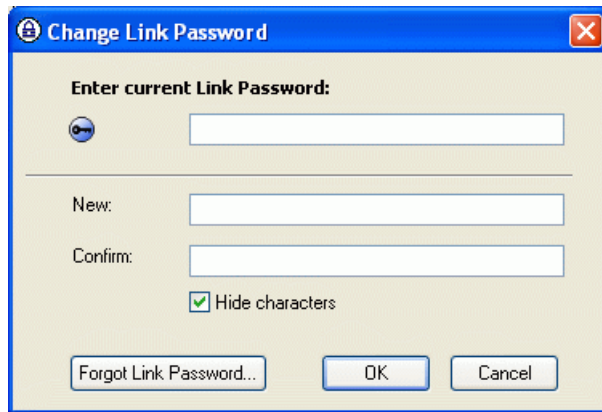 Change Link Password
Enter current Link Password:
New:
Confirm:
Hide characters
Forgot Link Password... OK Cancel